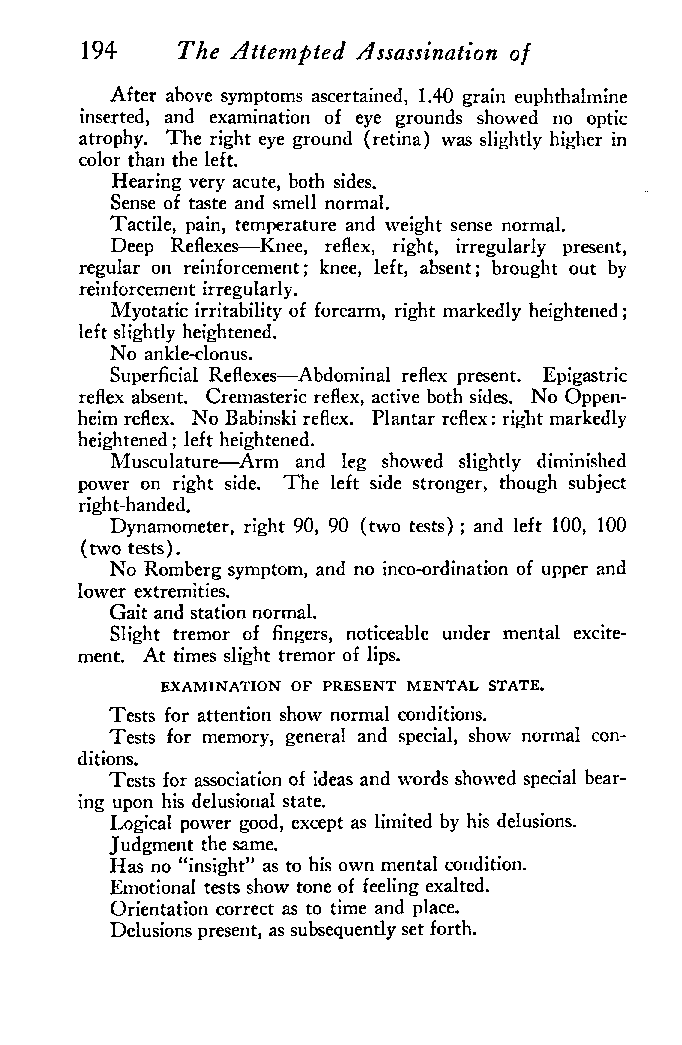 194 The Attempted Assassination of
After above symptoms ascertained, 1.40 grain euphthalmine
inserted, and examination of eye grounds showed no optic
atrophy. The right eye ground (retina) was slightly higher in
color than the left.
Hearing very acute, both sides.
Sense of taste and smell normal.
Tactile, pain, temperature and weight sense normal.
Deep Reflexes—Knee, reflex, right, irregularly present,
regular on reinforcement; knee, left, absent; brought out by
reinforcement irregularly.
Myotatic irritability of forearm, right markedly heightened;
left slightly heightened.
No ankle-clonus.
Superficial Reflexes—Abdominal reflex present. Epigastric
reflex absent. Cremasteric reflex, active both sides. No Oppen-
heim reflex. No Babinski reflex. Plantar reflex: right markedly
heightened; left heightened.
Musculature—Arm and leg showed slightly diminished
power on right side. The left side stronger, though subject
right-handed.
Dynamometer, right 90, 90 (two tests); and left 100, 100
(two tests).
No Romberg symptom, and no inco-ordination of upper and
lower extremities.
Gait and station normal.
Slight tremor of fingers, noticeable under mental excite-
ment. At times slight tremor of lips.
EXAMINATION OF PRESENT MENTAL STATE.
Tests for attention show normal conditions.
Tests for memory, general and special, show normal con-
ditions.
Tests for association of ideas and words showed special bear-
ing upon his delusional state.
Logical power good, except as limited by his delusions.
Judgment the same.
Has no "insight" as to his own mental condition.
Emotional tests show tone of feeling exalted.
Orientation correct as to time and place.
Delusions present, as subsequently set forth.